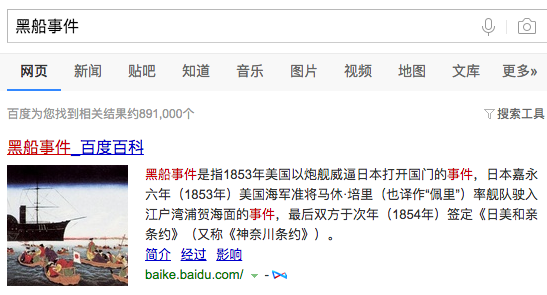 黑船事件
网页 新闻 贴吧 知道 音乐 图片 视频 地图 文库 更多»
百度为您找到相关结果约891,000个 搜索工具
黑船事件_百度百科
黑船事件是指1853年美国以炮舰威逼日本打开国门的事件，日本嘉永
六年（1853年）美国海军准将马休·培里（也译作“佩里”）率舰队驶入
江户湾浦贺海面的事件，最后双方于次年（1854年）签定《日美和亲
条约》（又称《神奈川条约》）。
简介 经过 影响
baike.baidu.com/ -